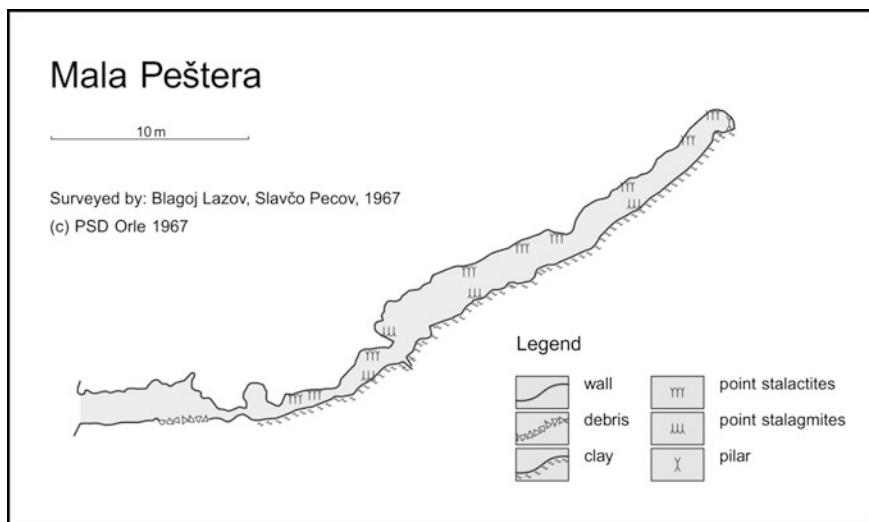 Mala Peštera
10 m
Surveyed by: Blagoj Lazov, Slavčo Pecov, 1967
(c) PSD Orle 1967
Legend
wall
debris
clay
point stalactites
point stalagmites
pilar